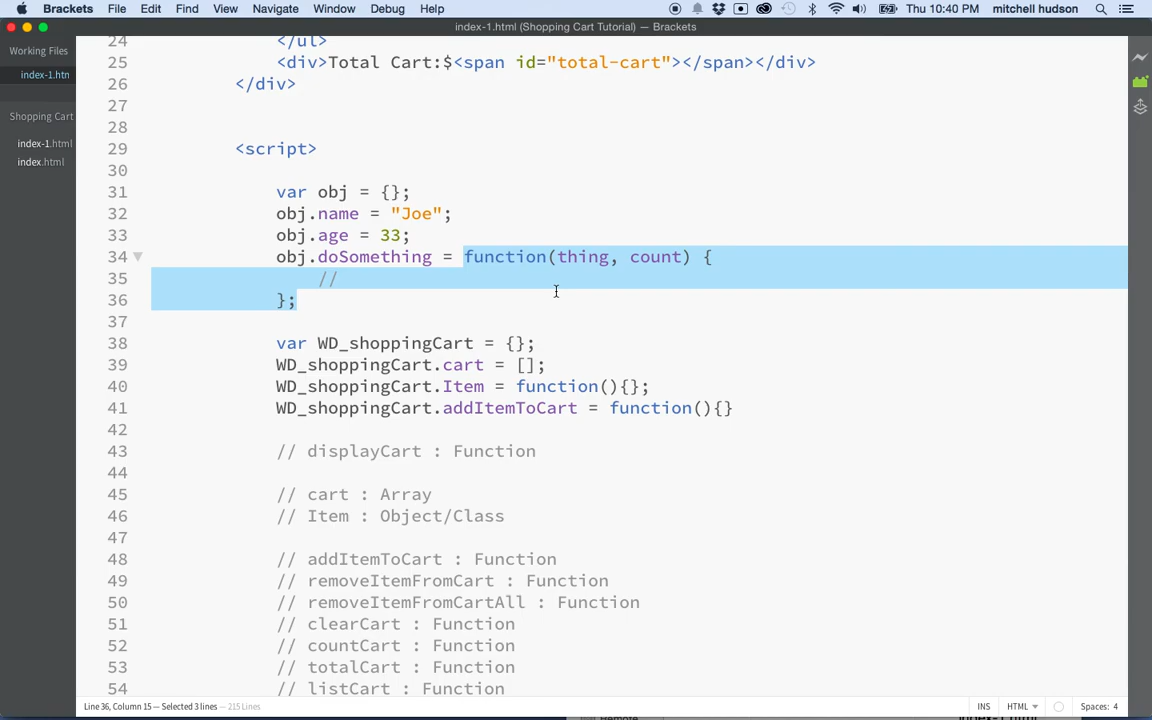 Brackets File Edit Find View Navigate Window Debug Help Thu 10:40 PM mitchell hudson
index-1.html (Shopping Cart Tutorial) — Brackets
Working Files
index-1.htn
Shopping Cart
index-1.html
index.html
24 </ul>
25 <div>Total Cart:$<span id="total-cart"></span></div>
26 </div>
27
28
29 <script>
30
31 var obj = {};
32 obj.name = "Joe";
33 obj.age = 33;
34 obj.doSomething = function(thing, count) {
35 //
36 };
37
38 var WD_shoppingCart = {};
39 WD_shoppingCart.cart = [];
40 WD_shoppingCart.Item = function(){};
41 WD_shoppingCart.addItemToCart = function(){}
42
43 // displayCart : Function
44
45 // cart : Array
46 // Item : Object/Class
47
48 // addItemToCart : Function
49 // removeItemFromCart : Function
50 // removeItemFromCartAll : Function
51 // clearCart : Function
52 // countCart : Function
53 // totalCart : Function
54 // listCart : Function
Line 36, Column 15 — Selected 3 lines — 215 Lines INS HTML Spaces: 4